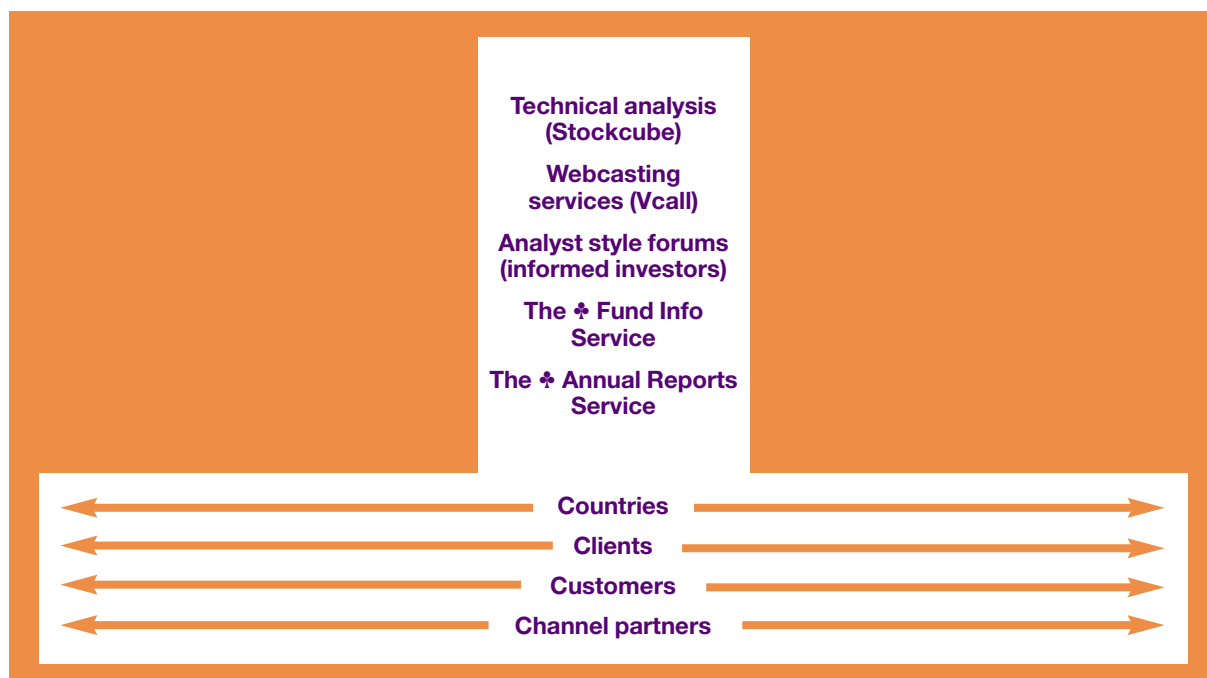 Technical analysis
(Stockcube)
Webcasting
services (Vcall)
Analyst style forums
(informed investors)
The ♣ Fund Info
Service
The ♣ Annual Reports
Service
Countries
Clients
Customers
Channel partners